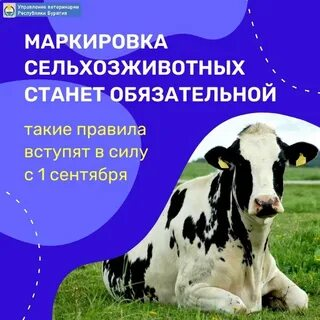 Управление ветеринарии
Республики Бурятия
МАРКИРОВКА
СЕЛЬХОЗЖИВОТНЫХ
СТАНЕТ ОБЯЗАТЕЛЬНОЙ
такие правила
вступят в силу
с 1 сентября